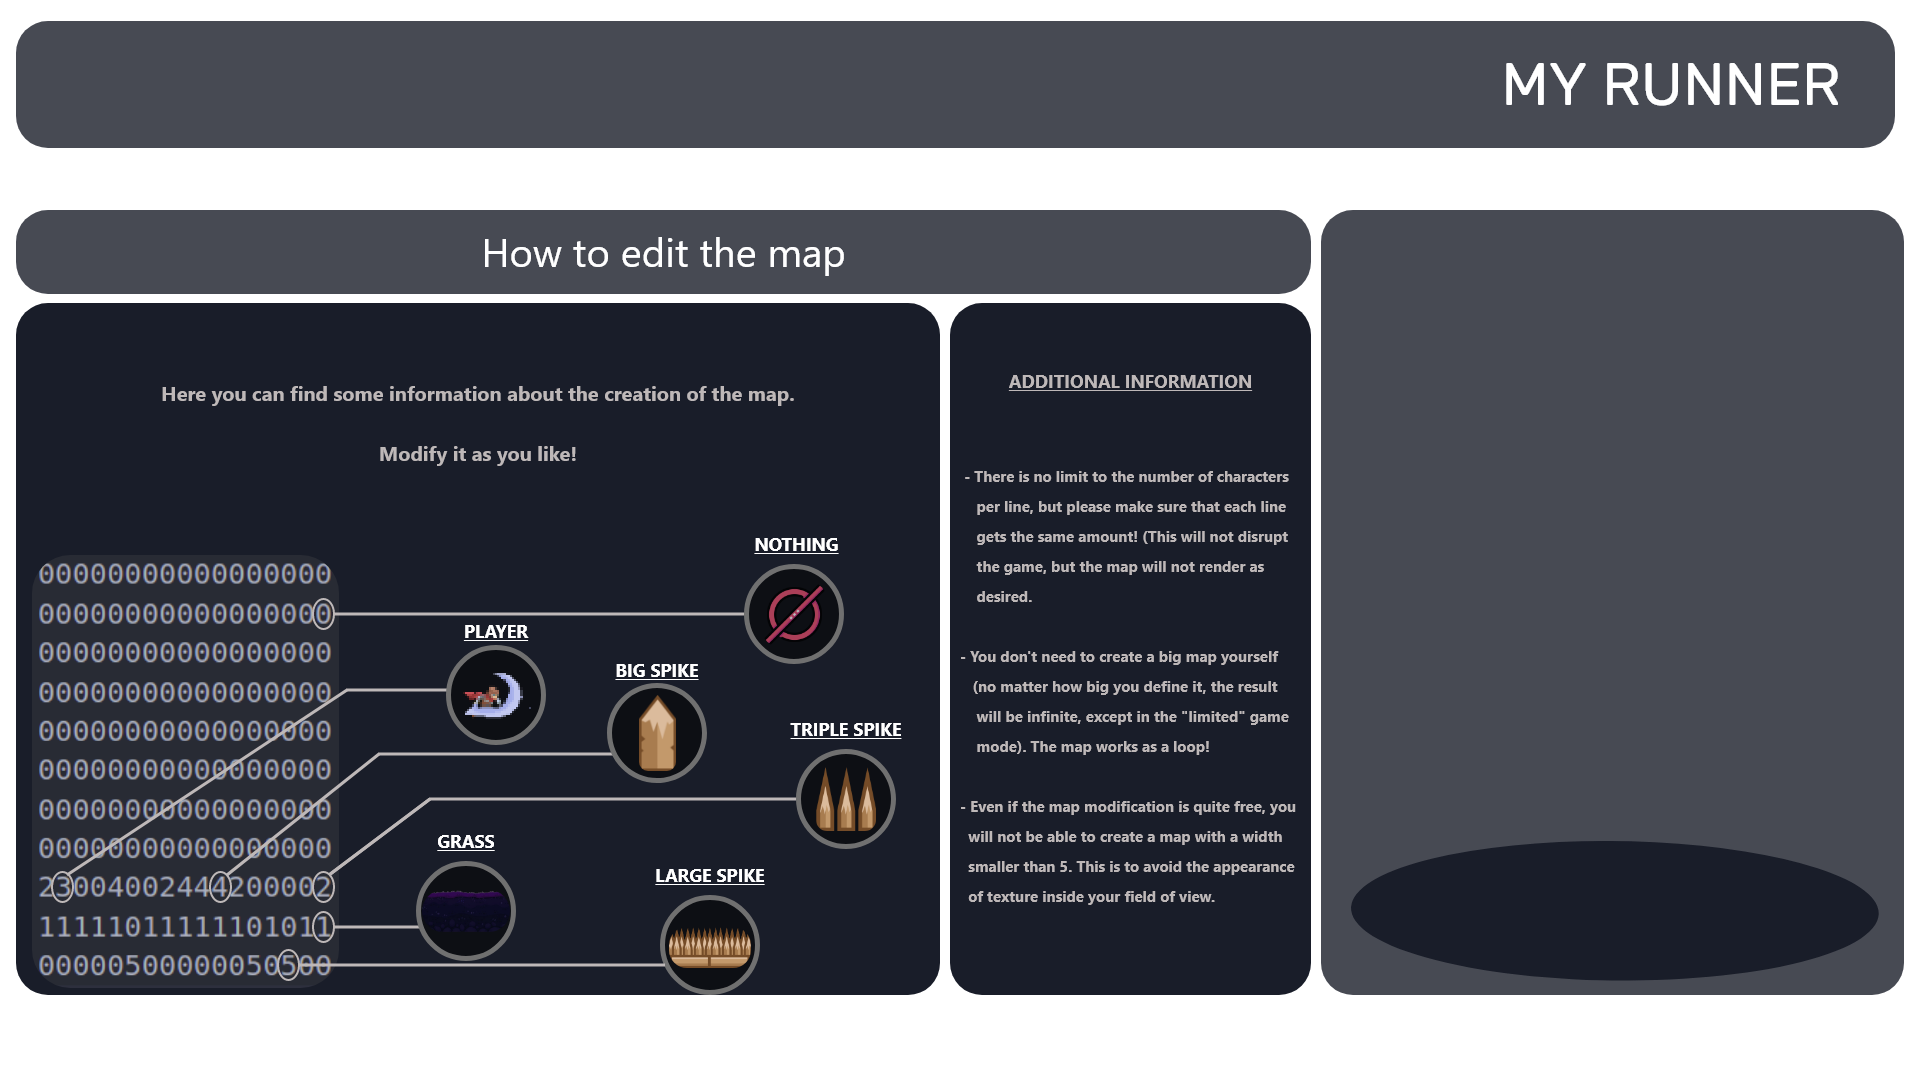 MY RUNNER
How to edit the map
Here you can find some information about the creation of the map.
Modify it as you like!
00000000000000000
00000000000000000
00000000000000000
00000000000000000
00000000000000000
00000000000000000
00000000000000000
00000000000000000
23004002444200002
11111011111101011
00000500000050500
NOTHING
PLAYER
BIG SPIKE
TRIPLE SPIKE
GRASS
LARGE SPIKE
ADDITIONAL INFORMATION
- There is no limit to the number of characters
per line, but please make sure that each line
gets the same amount! (This will not disrupt
the game, but the map will not render as
desired.
- You don't need to create a big map yourself
(no matter how big you define it, the result
will be infinite, except in the "limited" game
mode). The map works as a loop!
- Even if the map modification is quite free, you
will not be able to create a map with a width
smaller than 5. This is to avoid the appearance
of texture inside your field of view.